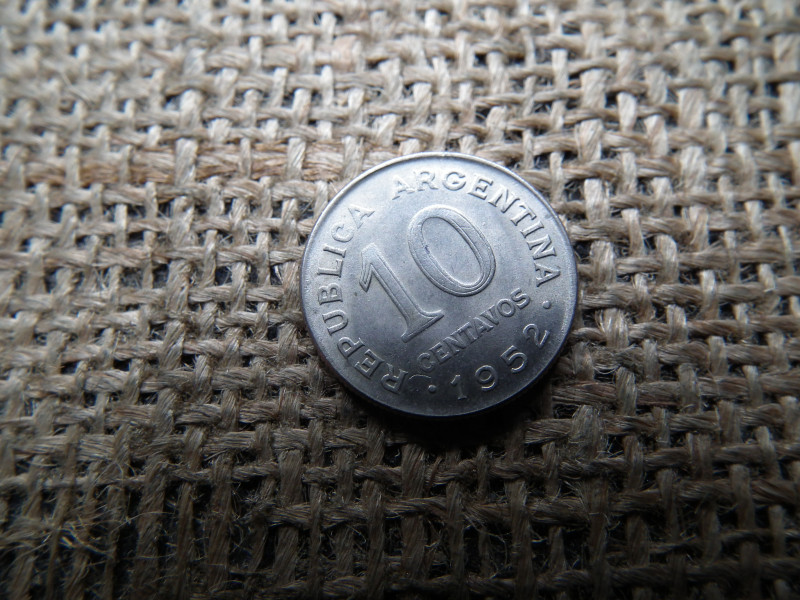 REPUBLICA ARGENTINA
10
CENTAVOS
· 1952 ·